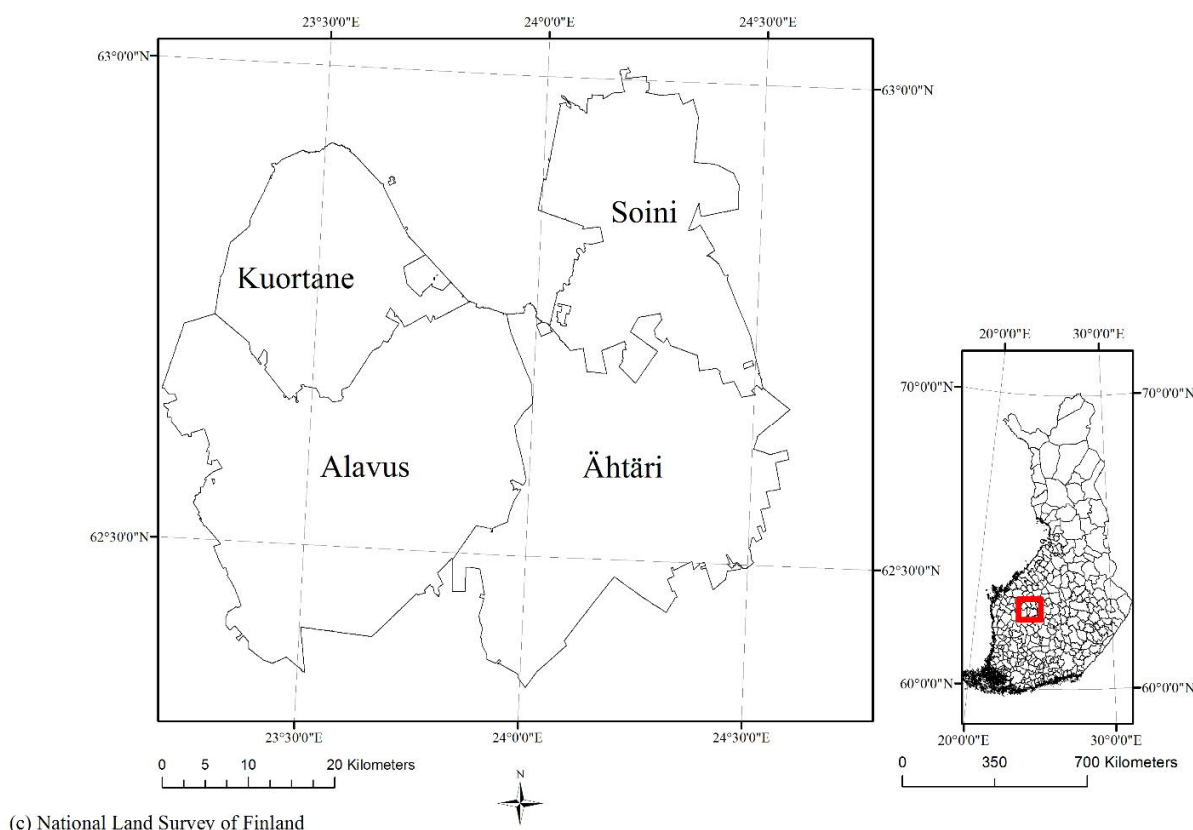 23°30'0"E 24°0'0"E 24°30'0"E
63°0'0"N
63°0'0"N
Soini
Kuortane
Alavus
Ähtäri
62°30'0"N
62°30'0"N
23°30'0"E 24°0'0"E 24°30'0"E
0 5 10 20 Kilometers
N
20°0'0"E 30°0'0"E
70°0'0"N
70°0'0"N
60°0'0"N
60°0'0"N
20°0'0"E 30°0'0"E
0 350 700 Kilometers
(c) National Land Survey of Finland